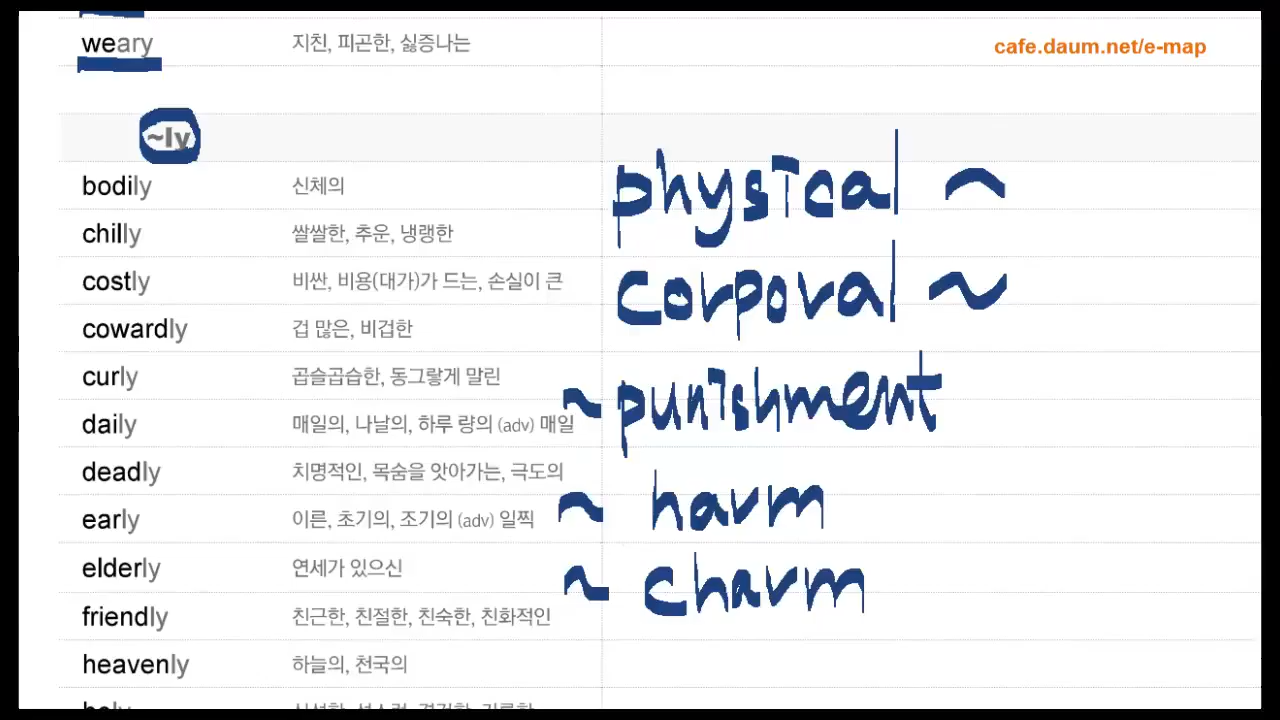 weary 지친, 피곤한, 싫증나는 cafe.daum.net/e-map
~ly
bodily 신체의 physical ~
chilly 쌀쌀한, 추운, 냉랭한
costly 비싼, 비용(대가)가 드는, 손실이 큰 corporal ~
cowardly 겁 많은, 비겁한
curly 곱슬곱습한, 동그랗게 말린
~ punishment
daily 매일의, 나날의, 하루 량의 (adv) 매일
deadly 치명적인, 목숨을 앗아가는, 극도의
early 이른, 초기의, 조기의 (adv) 일찍 ~ harm
elderly 연세가 있으신 ~ charm
friendly 친근한, 친절한, 친숙한, 친화적인
heavenly 하늘의, 천국의